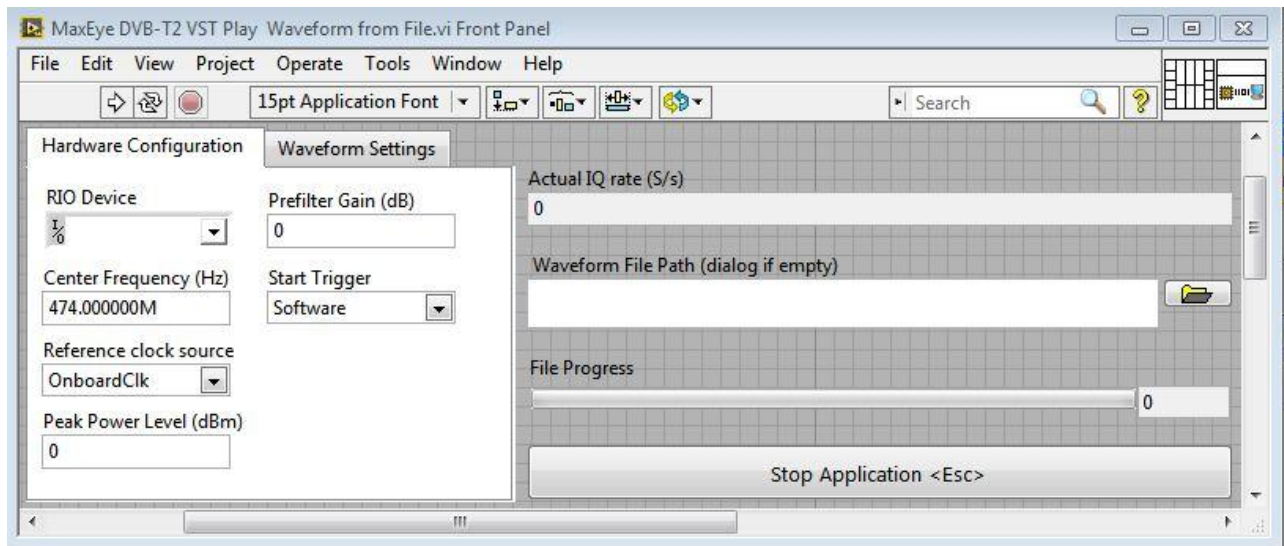 MaxEye DVB-T2 VST Play Waveform from File.vi Front Panel
File Edit View Project Operate Tools Window Help
15pt Application Font
Search
Hardware Configuration
Waveform Settings
RIO Device
Prefilter Gain (dB)
0
Center Frequency (Hz)
474.000000M
Start Trigger
Software
Reference clock source
OnboardClk
Peak Power Level (dBm)
0
Actual IQ rate (S/s)
0
Waveform File Path (dialog if empty)
File Progress
0
Stop Application <Esc>